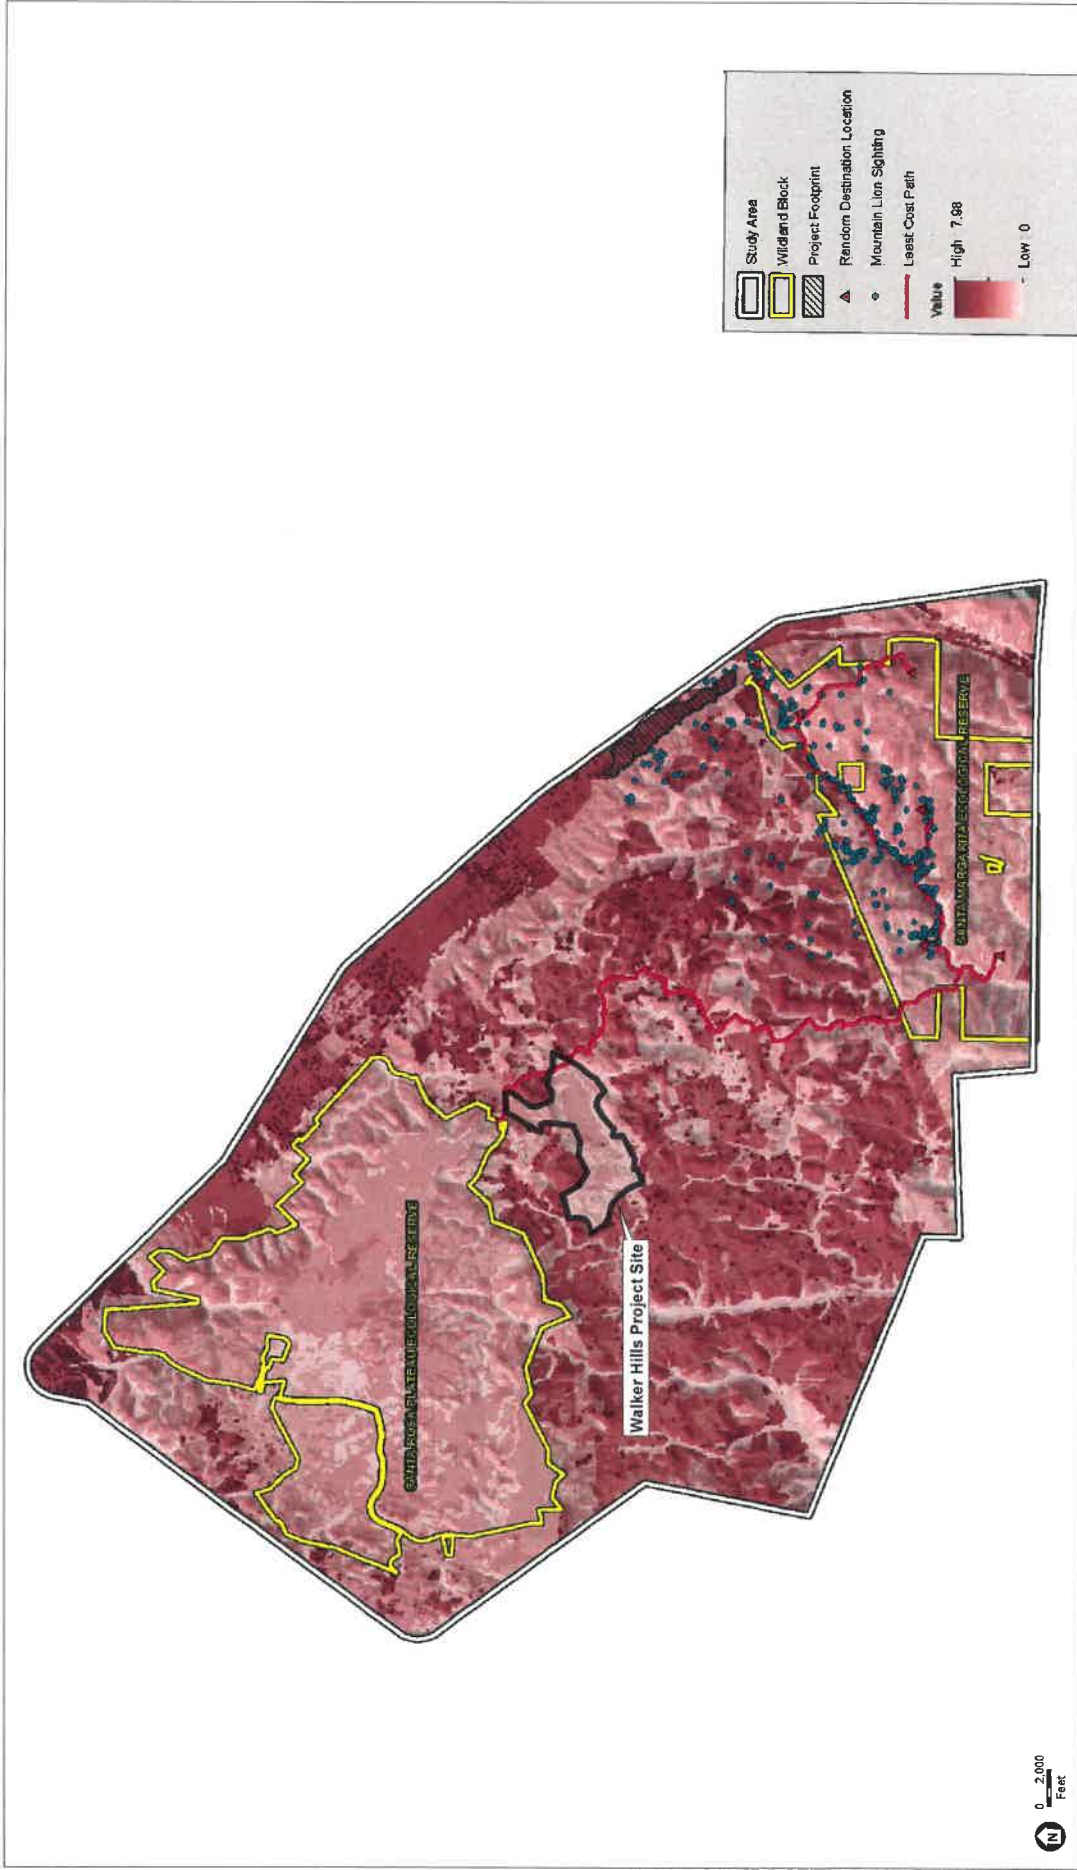 SANTA ROSA PLATEAU ECOLOGICAL RESERVE
Walker Hills Project Site
SANTA MARGARITA ECOLOGICAL RESERVE
Study Area
Wildland Block
Project Footprint
Random Destination Location
Mountain Lion Sighting
Least Cost Path
Value
High : 7.98
Low : 0
N
0 2,000
Feet